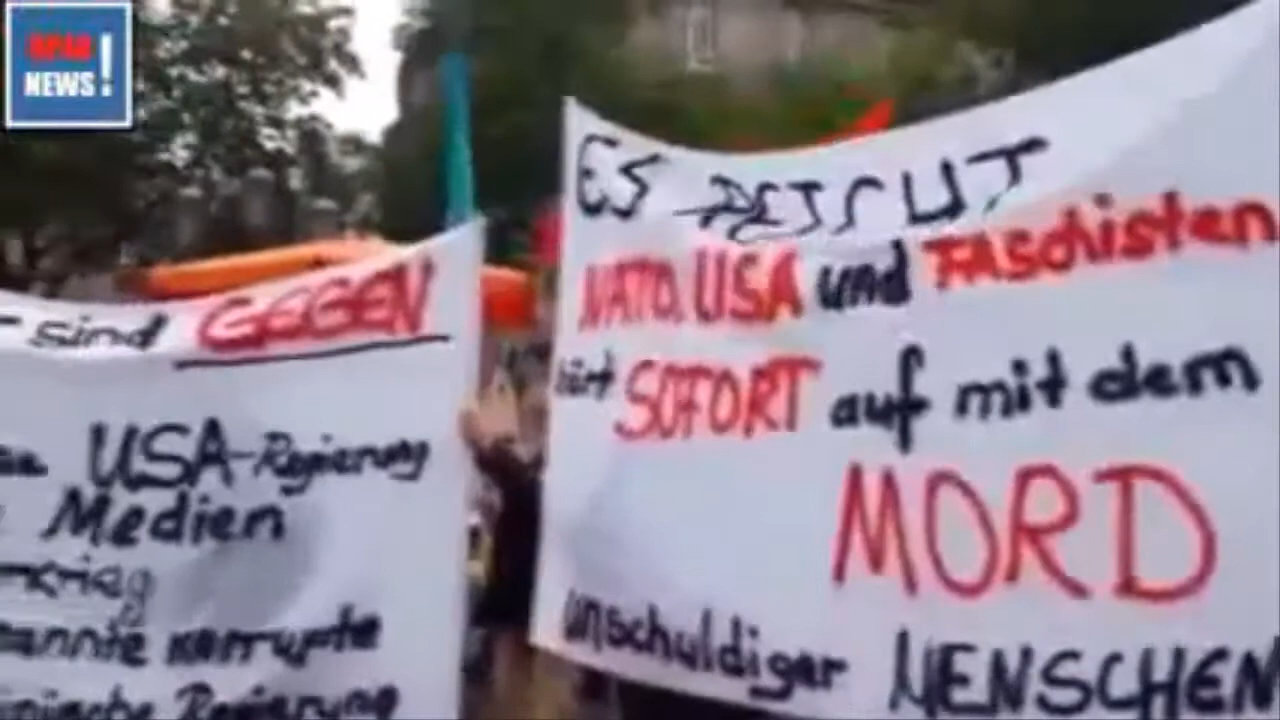 NEWS!
sind GEGEN
USA-Regierung
Medien
krieg
korrupte
Regierung
ES REICHT
NATO, USA und FASchisten
hört SOFORT auf mit dem
MORD
unschuldiger MENSCHEN